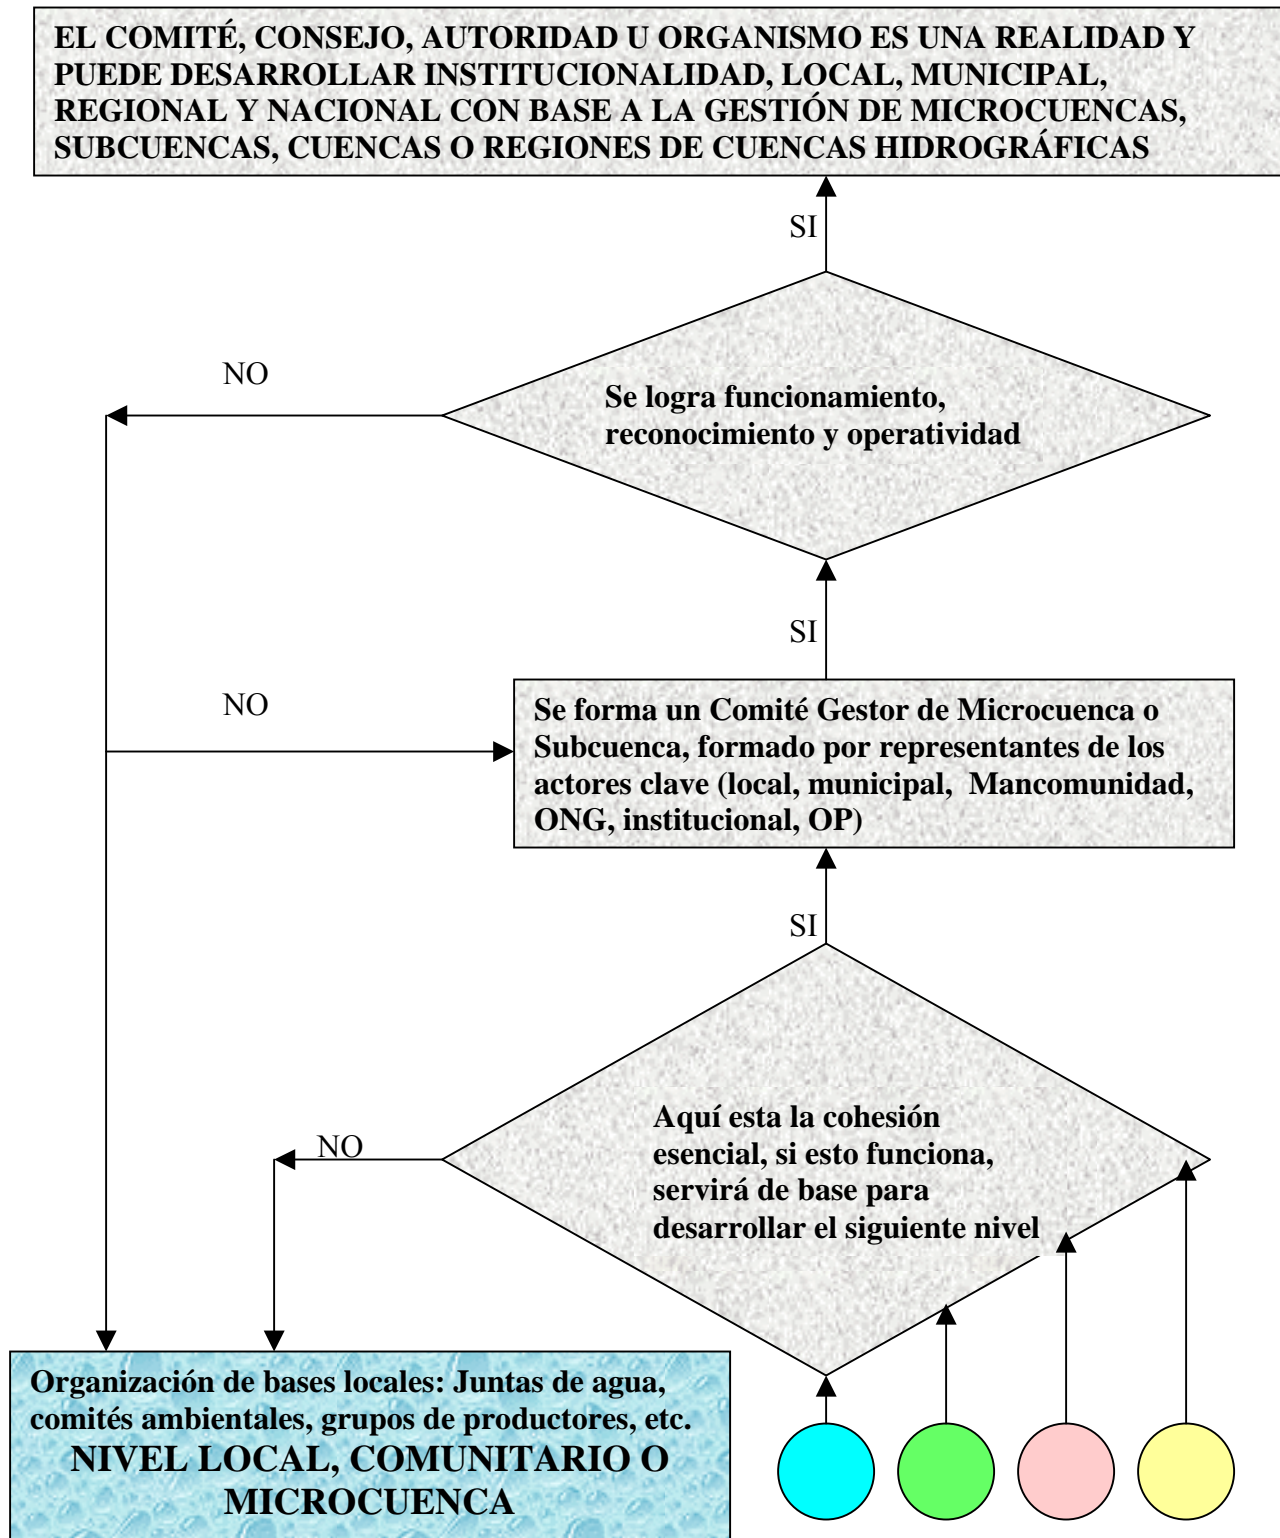 EL COMITÉ, CONSEJO, AUTORIDAD U ORGANISMO ES UNA REALIDAD Y
PUEDE DESARROLLAR INSTITUCIONALIDAD, LOCAL, MUNICIPAL,
REGIONAL Y NACIONAL CON BASE A LA GESTIÓN DE MICROCUENCAS,
SUBCUENCAS, CUENCAS O REGIONES DE CUENCAS HIDROGRÁFICAS
SI
NO
Se logra funcionamiento,
reconocimiento y operatividad
SI
NO
Se forma un Comité Gestor de Microcuenca o
Subcuenca, formado por representantes de los
actores clave (local, municipal, Mancomunidad,
ONG, institucional, OP)
SI
NO
Aquí esta la cohesión
esencial, si esto funciona,
servirá de base para
desarrollar el siguiente nivel
Organización de bases locales: Juntas de agua,
comités ambientales, grupos de productores, etc.
NIVEL LOCAL, COMUNITARIO O
MICROCUENCA